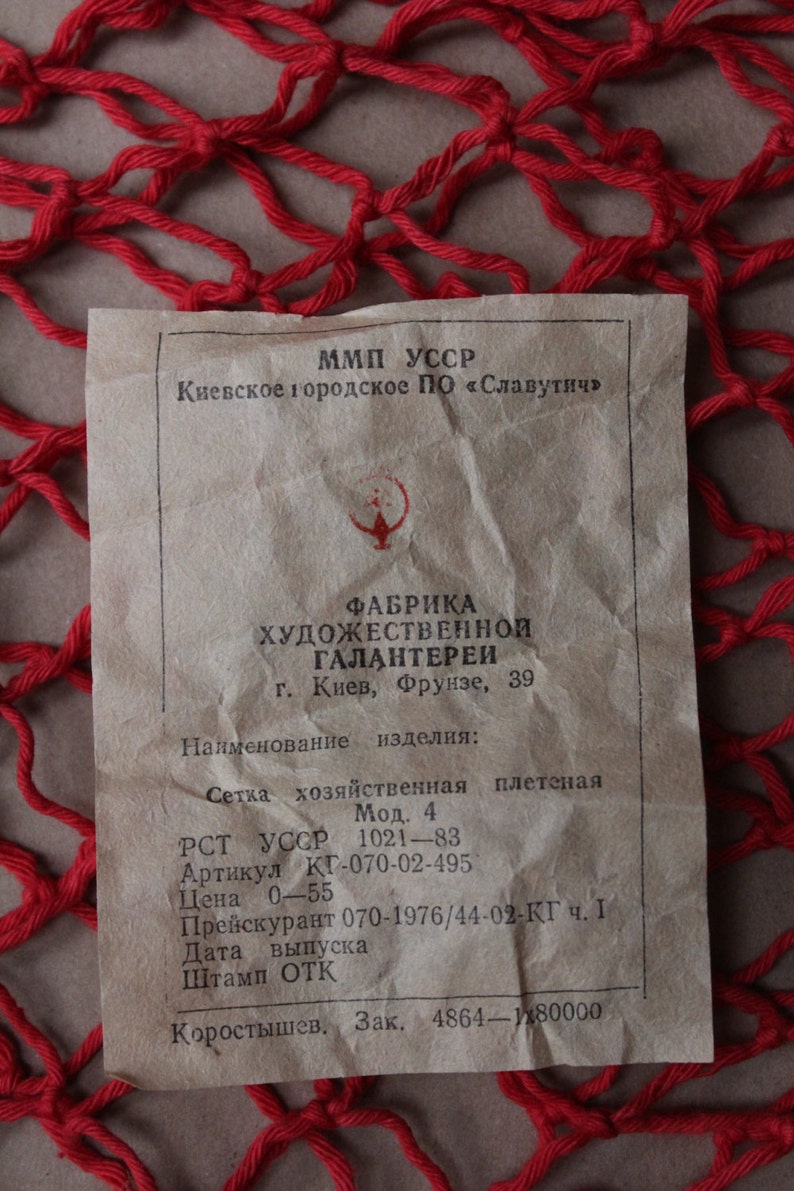 ММП УССР
Киевское городское ПО «Славутич»
ФАБРИКА
ХУДОЖЕСТВЕННОЙ
ГАЛАНТЕРЕИ
г. Киев, Фрунзе, 39
Наименование изделия:
Сетка хозяйственная плетеная
Мод. 4
РСТ УССР 1021—83
Артикул КГ-070-02-495
Цена 0—55
Прейскурант 070-1976/44-02-КГ ч. I
Дата выпуска
Штамп ОТК
Коростышев. Зак. 4864—1х80000